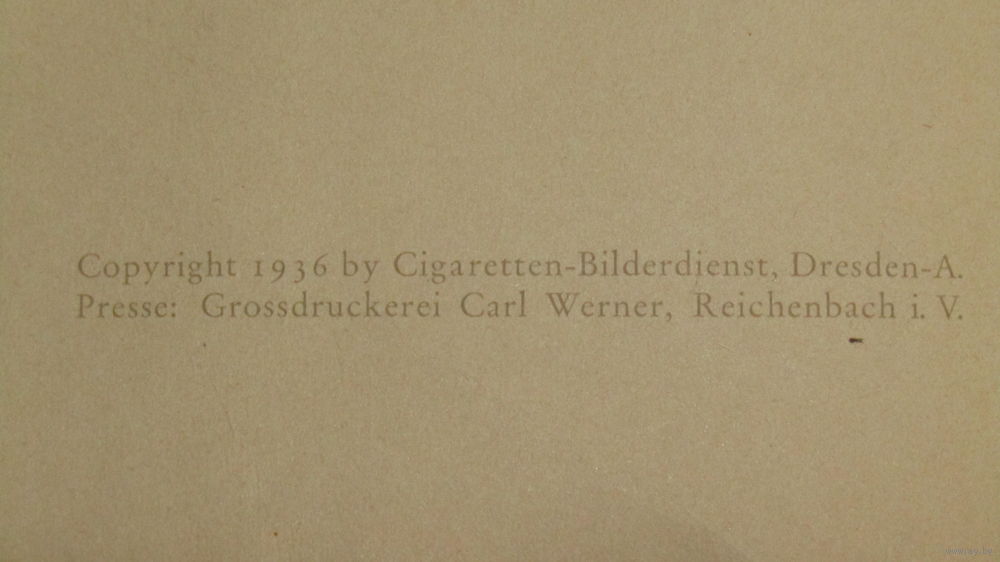 Copyright 1936 by Cigaretten-Bilderdienst, Dresden-A.
Presse: Grossdruckerei Carl Werner, Reichenbach i. V.